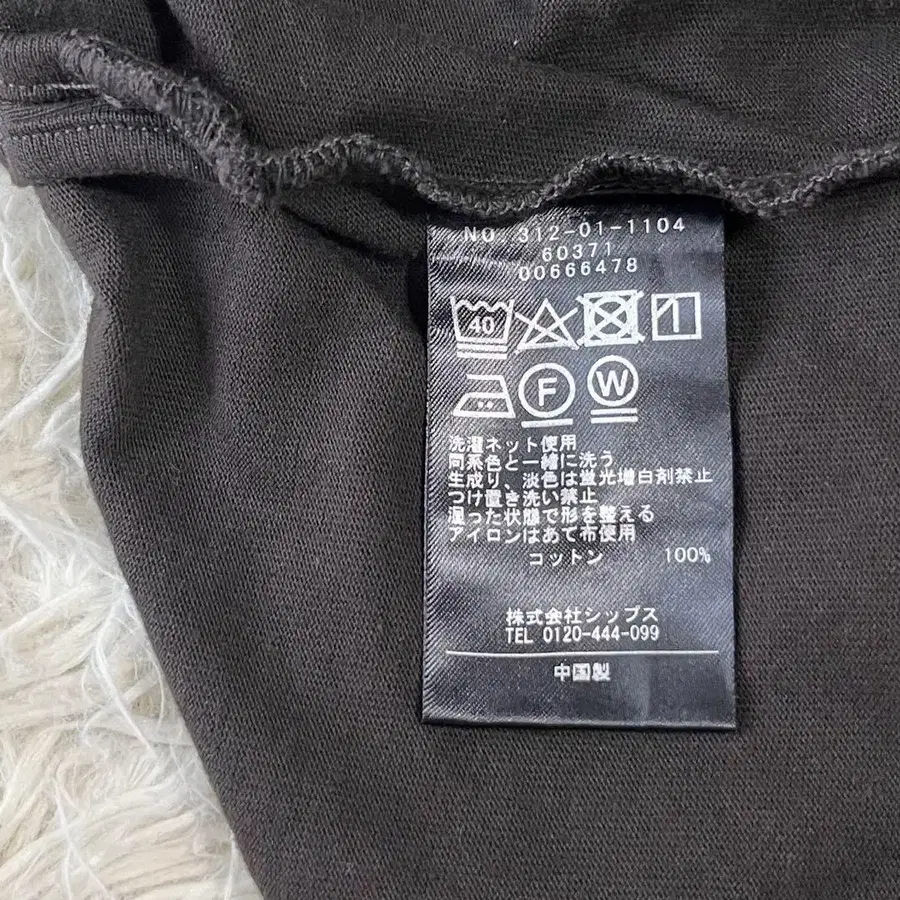 NO. 312-01-1104
60371
00666478
40
F W
洗濯ネット使用
同系色と一緒に洗う
生成り、淡色は蛍光増白剤禁止
つけ置き洗い禁止
湿った状態で形を整える
アイロンはあて布使用
コットン 100%
株式会社シップス
TEL 0120-444-099
中国製